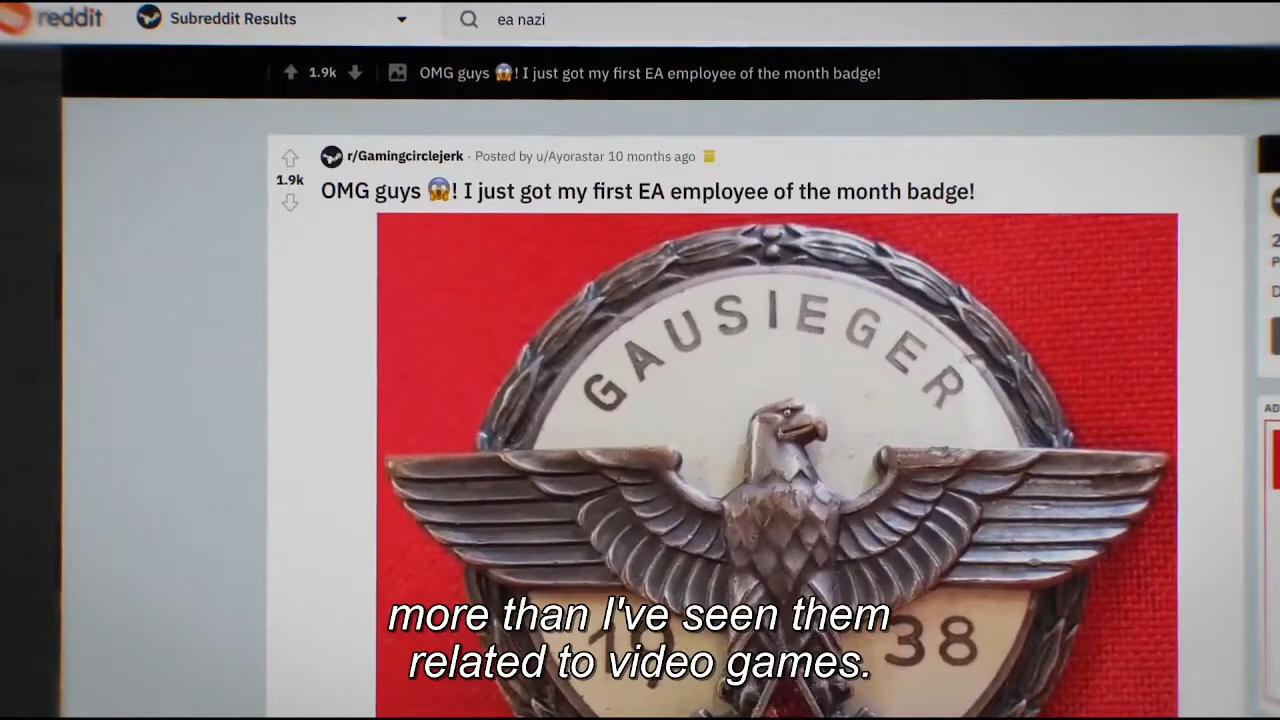 reddit
Subreddit Results
ea nazi
1.9k
OMG guys 😱! I just got my first EA employee of the month badge!
r/Gamingcirclejerk · Posted by u/Ayorastar 10 months ago
1.9k
OMG guys 😱! I just got my first EA employee of the month badge!
GAUSIEGER
AD
more than I've seen them
19 38
related to video games.